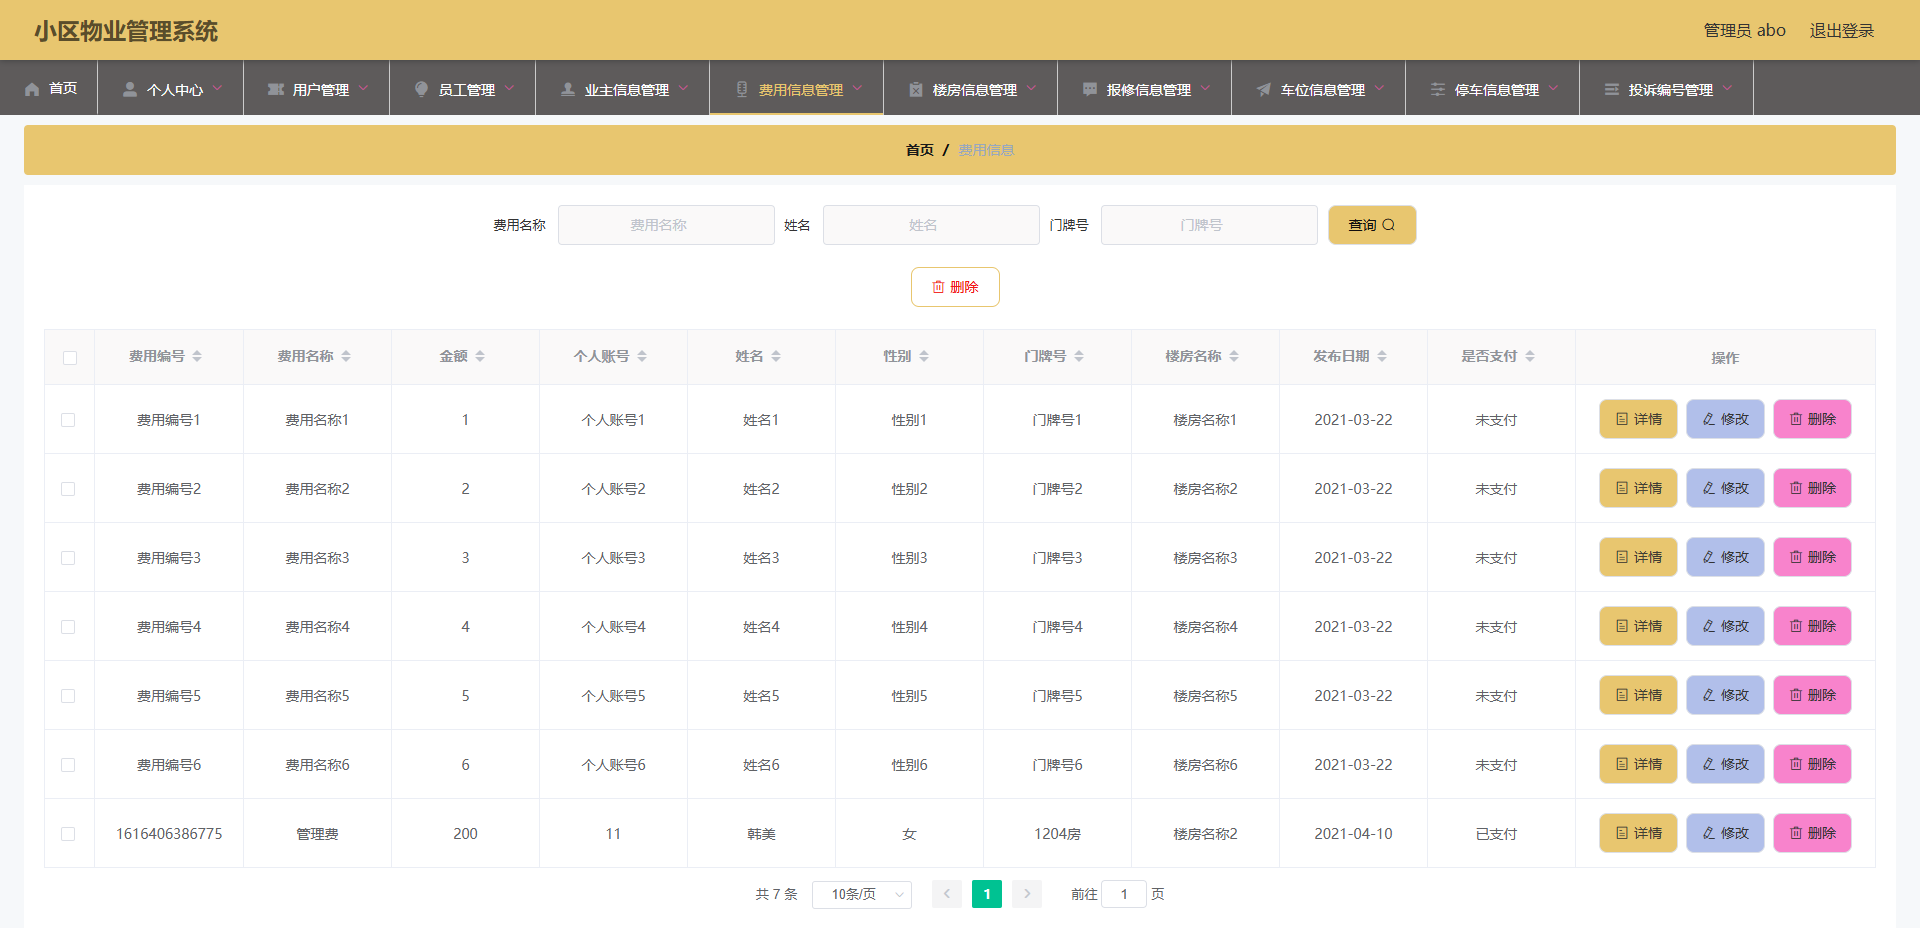 小区物业管理系统 管理员 abo 退出登录
首页 个人中心 用户管理 员工管理 业主信息管理 费用信息管理 楼房信息管理 报修信息管理 车位信息管理 停车信息管理 投诉编号管理
首页 / 费用信息
费用名称 费用名称 姓名 姓名 门牌号 门牌号 查询
删除
费用编号 费用名称 金额 个人账号 姓名 性别 门牌号 楼房名称 发布日期 是否支付 操作
费用编号1 费用名称1 1 个人账号1 姓名1 性别1 门牌号1 楼房名称1 2021-03-22 未支付 详情 修改 删除
费用编号2 费用名称2 2 个人账号2 姓名2 性别2 门牌号2 楼房名称2 2021-03-22 未支付 详情 修改 删除
费用编号3 费用名称3 3 个人账号3 姓名3 性别3 门牌号3 楼房名称3 2021-03-22 未支付 详情 修改 删除
费用编号4 费用名称4 4 个人账号4 姓名4 性别4 门牌号4 楼房名称4 2021-03-22 未支付 详情 修改 删除
费用编号5 费用名称5 5 个人账号5 姓名5 性别5 门牌号5 楼房名称5 2021-03-22 未支付 详情 修改 删除
费用编号6 费用名称6 6 个人账号6 姓名6 性别6 门牌号6 楼房名称6 2021-03-22 未支付 详情 修改 删除
1616406386775 管理费 200 11 韩美 女 1204房 楼房名称2 2021-04-10 已支付 详情 修改 删除
共 7 条 10条/页 1 前往 1 页